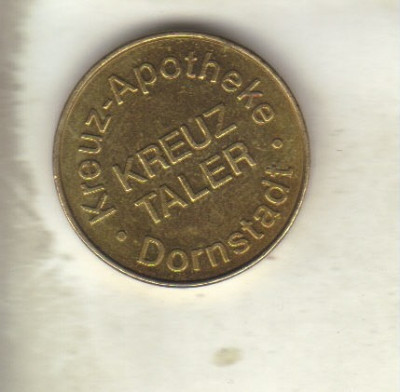 Kreuz-Apotheke
KREUZ
TALER
• Dornstadt •